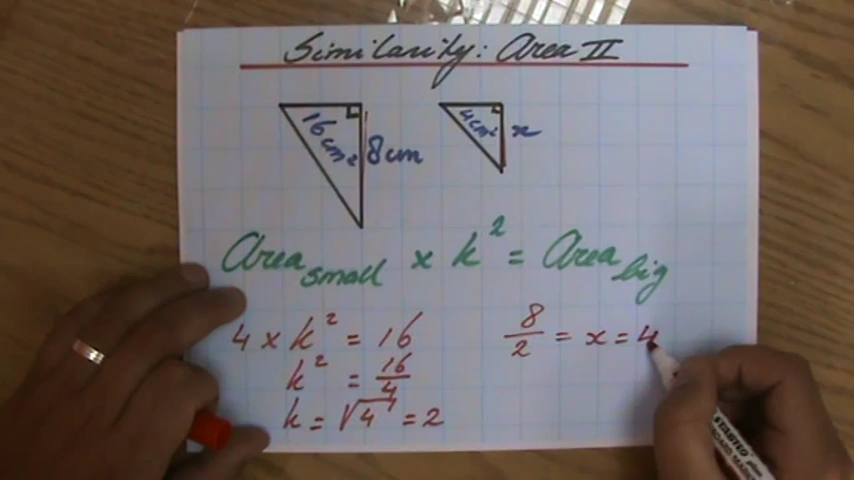 Similarity: Area II
16cm²
8cm
4cm²
x
Area small x k² = Area big
4 x k² = 16
k² = 16/4
k = √4 = 2
8/2 = x = 4
STARTED